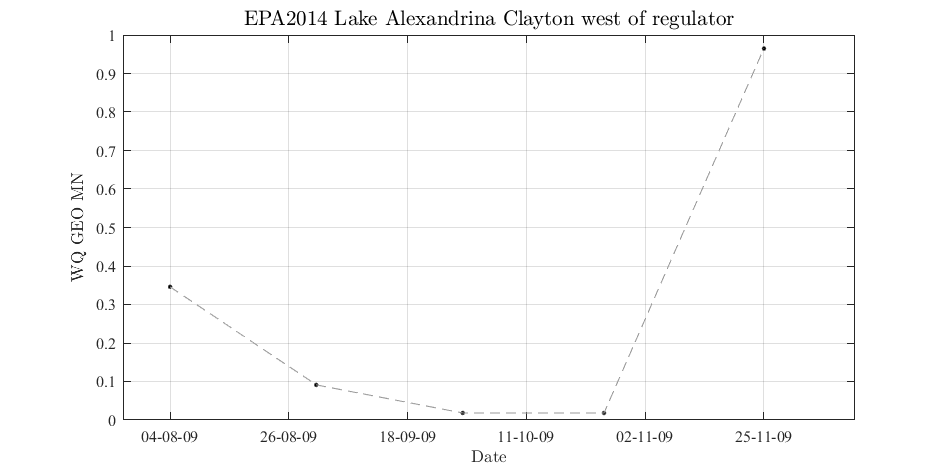 EPA2014 Lake Alexandrina Clayton west of regulator
1
0.9
0.8
0.7
0.6
0.5
0.4
0.3
0.2
0.1
0
WQ GEO MN
04-08-09 26-08-09 18-09-09 11-10-09 02-11-09 25-11-09
Date